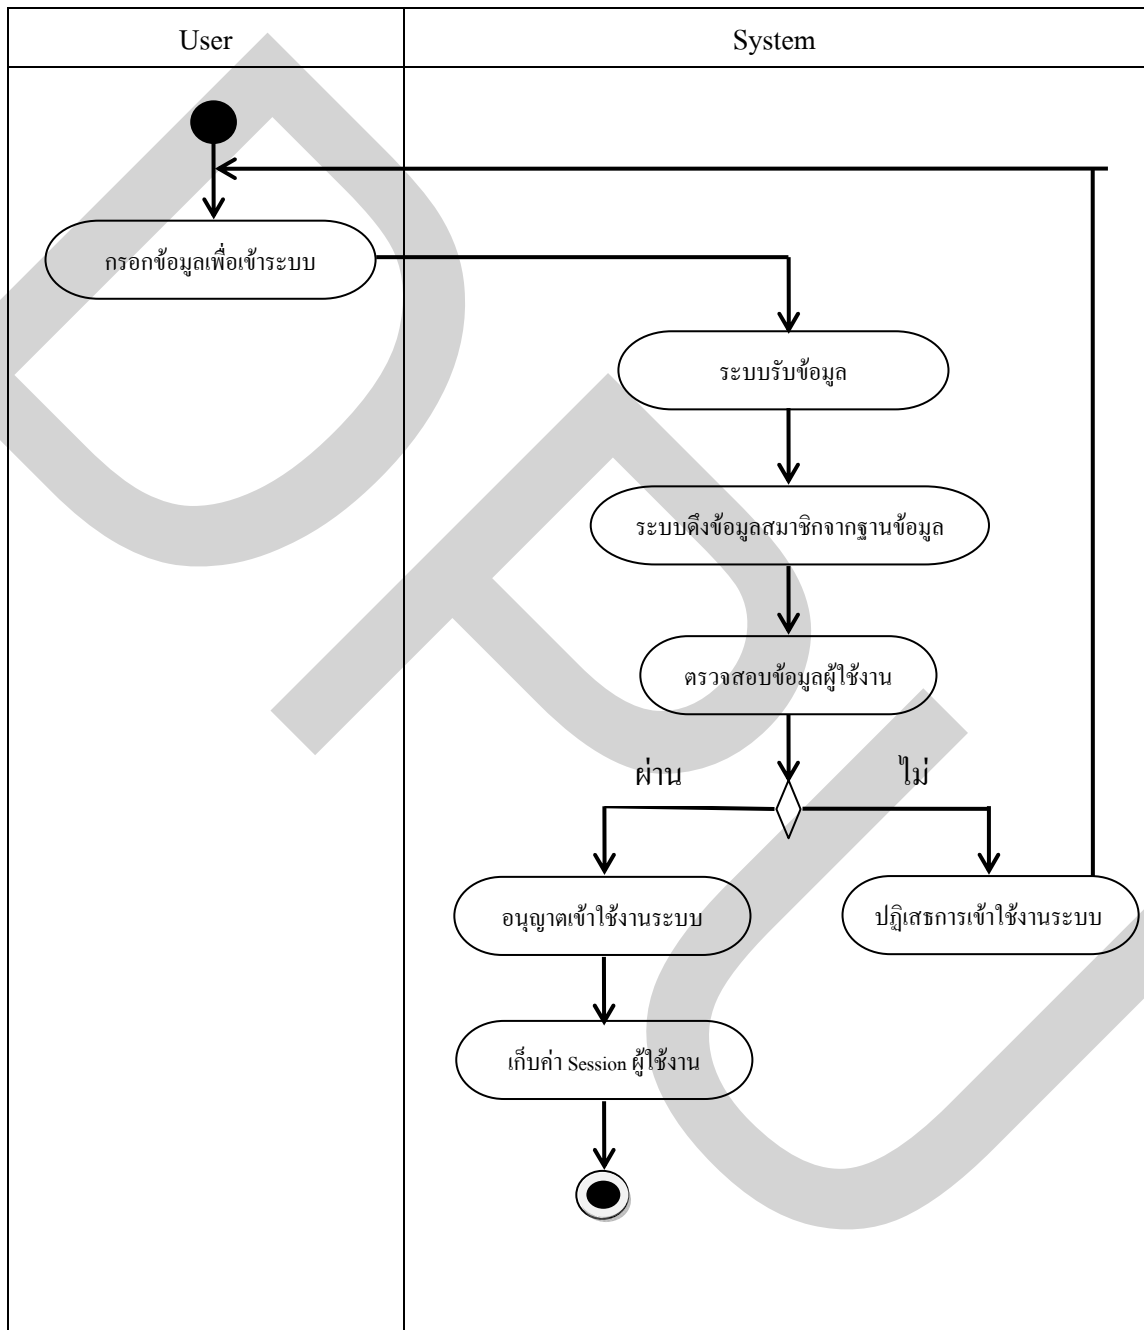 User
System
กรอกข้อมูลเพื่อเข้าระบบ
ระบบรับข้อมูล
ระบบดึงข้อมูลสมาชิกจากฐานข้อมูล
ตรวจสอบข้อมูลผู้ใช้งาน
ผ่าน
ไม่
อนุญาตเข้าใช้งานระบบ
ปฏิเสธการเข้าใช้งานระบบ
เก็บค่า Session ผู้ใช้งาน
DPU